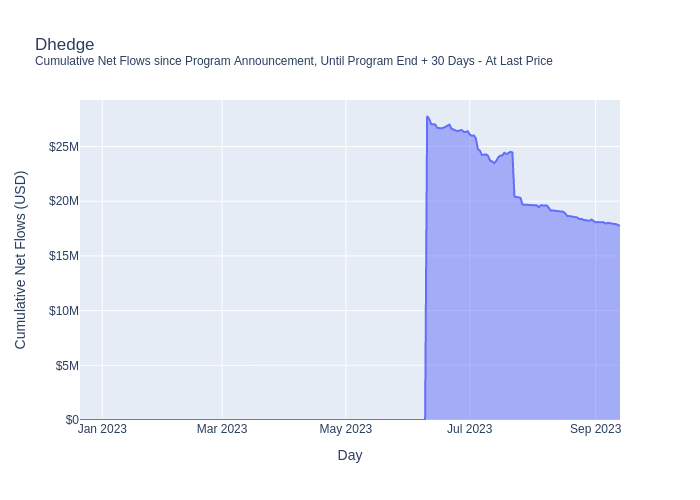 Dhedge
Cumulative Net Flows since Program Announcement, Until Program End + 30 Days - At Last Price
$25M
$20M
$15M
$10M
$5M
$0
Cumulative Net Flows (USD)
Jan 2023
Mar 2023
May 2023
Jul 2023
Sep 2023
Day